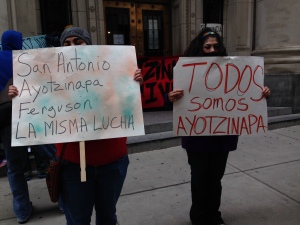 San Antonio
Ayotzinapa
Ferguson
LA MISMA LUCHA
TODOS
SOMOS
AYOTZINAPA